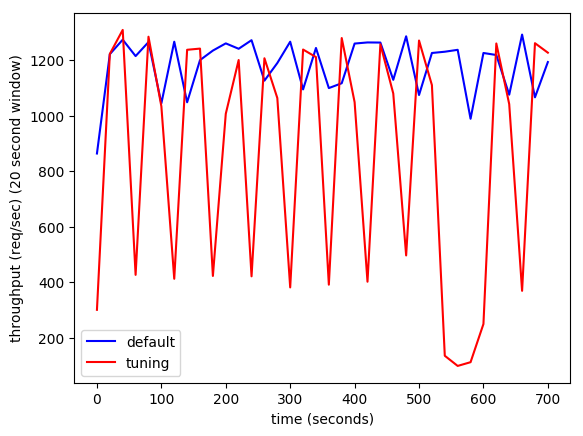 throughput (req/sec) (20 second window)
1200
1000
800
600
400
200
default
tuning
0 100 200 300 400 500 600 700
time (seconds)